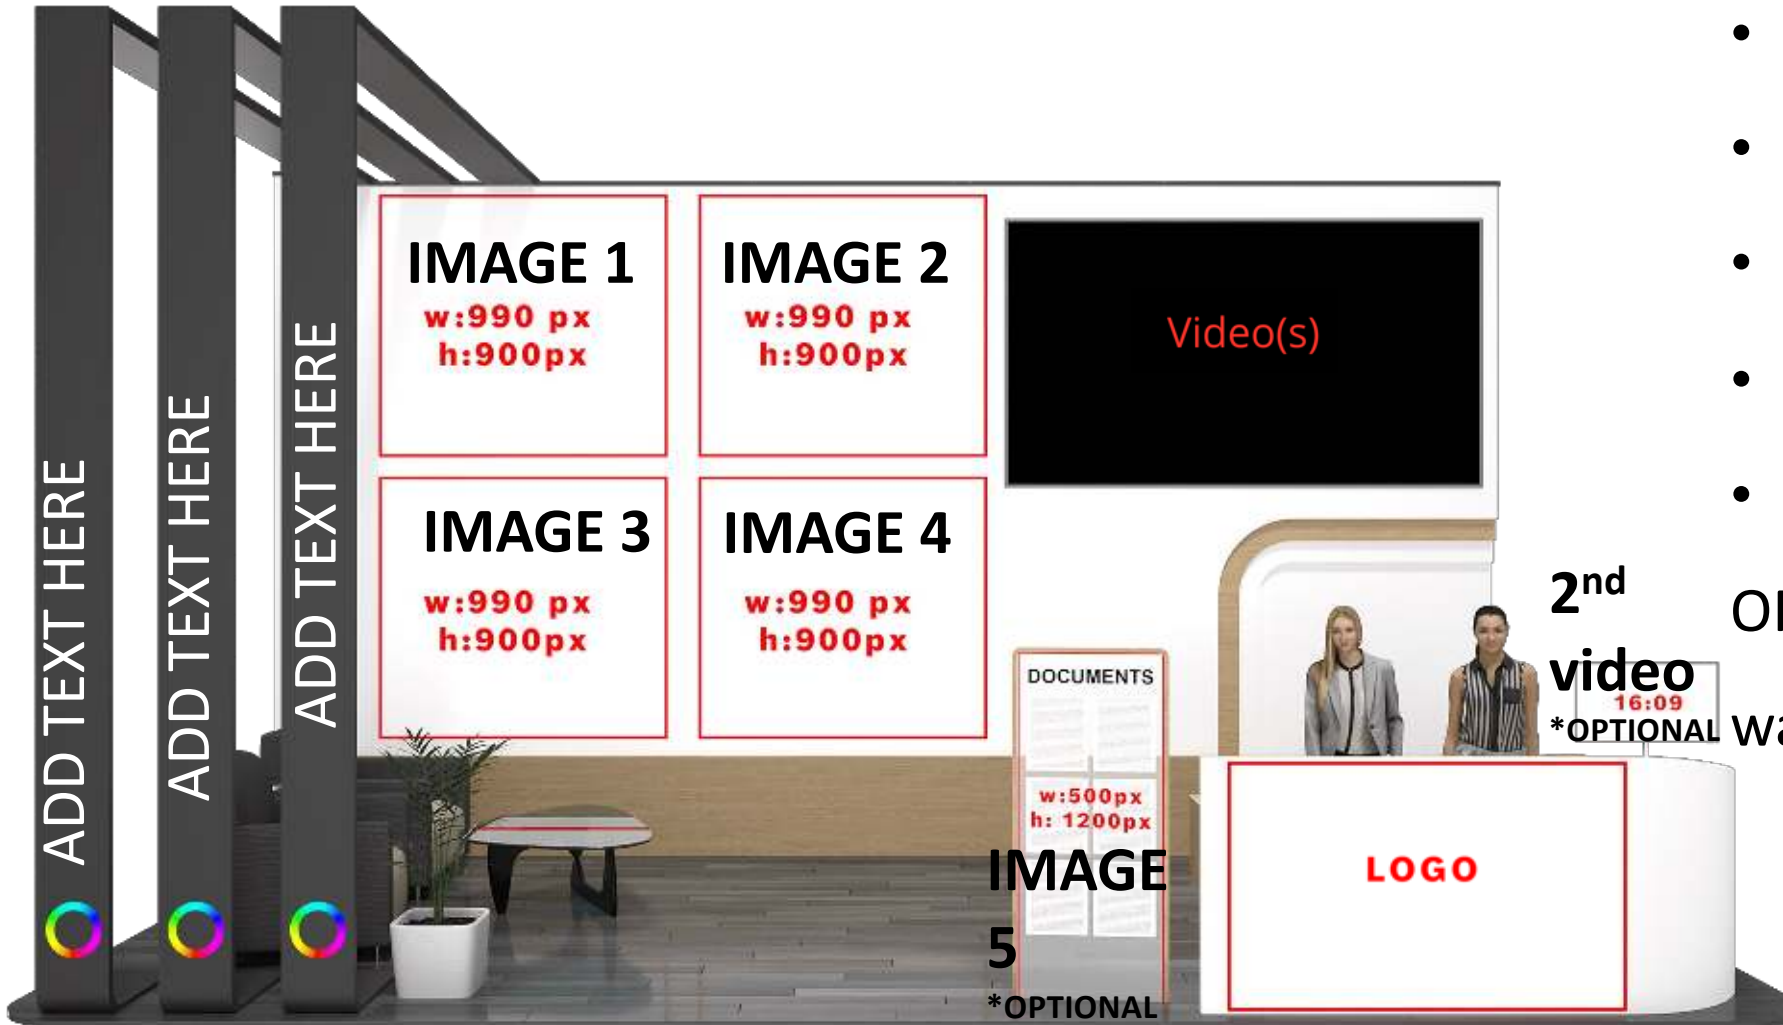 ADD TEXT HERE
ADD TEXT HERE
ADD TEXT HERE
IMAGE 1
w:990 px
h:900px
IMAGE 2
w:990 px
h:900px
Video(s)
IMAGE 3
w:990 px
h:900px
IMAGE 4
w:990 px
h:900px
DOCUMENTS
w:500px
h: 1200px
IMAGE
5
*OPTIONAL
2nd
video
16:09
*OPTIONAL
LOGO
•
•
•
•
•
wa